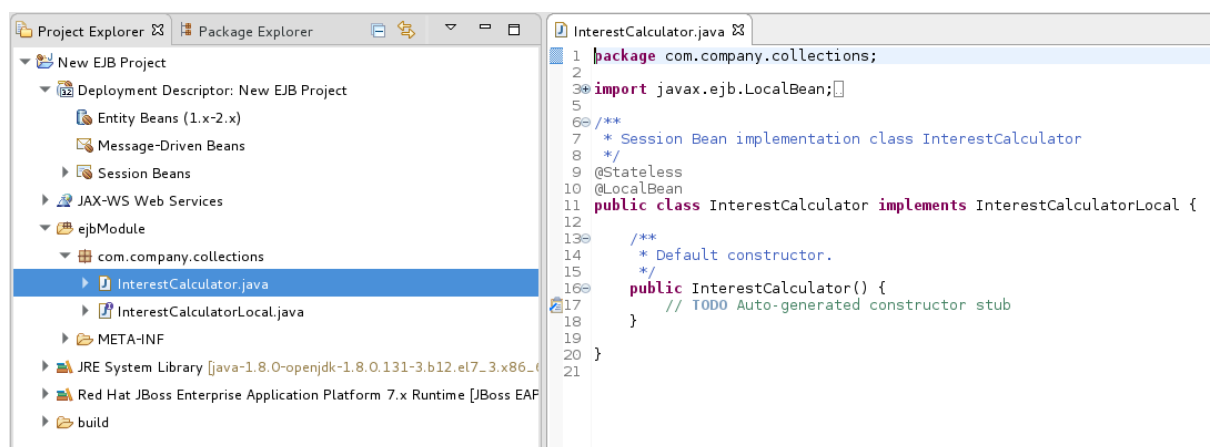 Project Explorer
Package Explorer
New EJB Project
Deployment Descriptor: New EJB Project
Entity Beans (1.x-2.x)
Message-Driven Beans
Session Beans
JAX-WS Web Services
ejbModule
com.company.collections
InterestCalculator.java
InterestCalculatorLocal.java
META-INF
JRE System Library [java-1.8.0-openjdk-1.8.0.131-3.b12.el7_3.x86_
Red Hat JBoss Enterprise Application Platform 7.x Runtime [JBoss EAP
build
InterestCalculator.java
1 package com.company.collections;
2
3 import javax.ejb.LocalBean;
5
6 /**
7  * Session Bean implementation class InterestCalculator
8  */
9 @Stateless
10 @LocalBean
11 public class InterestCalculator implements InterestCalculatorLocal {
12
13     /**
14      * Default constructor.
15      */
16     public InterestCalculator() {
17         // TODO Auto-generated constructor stub
18     }
19
20 }
21